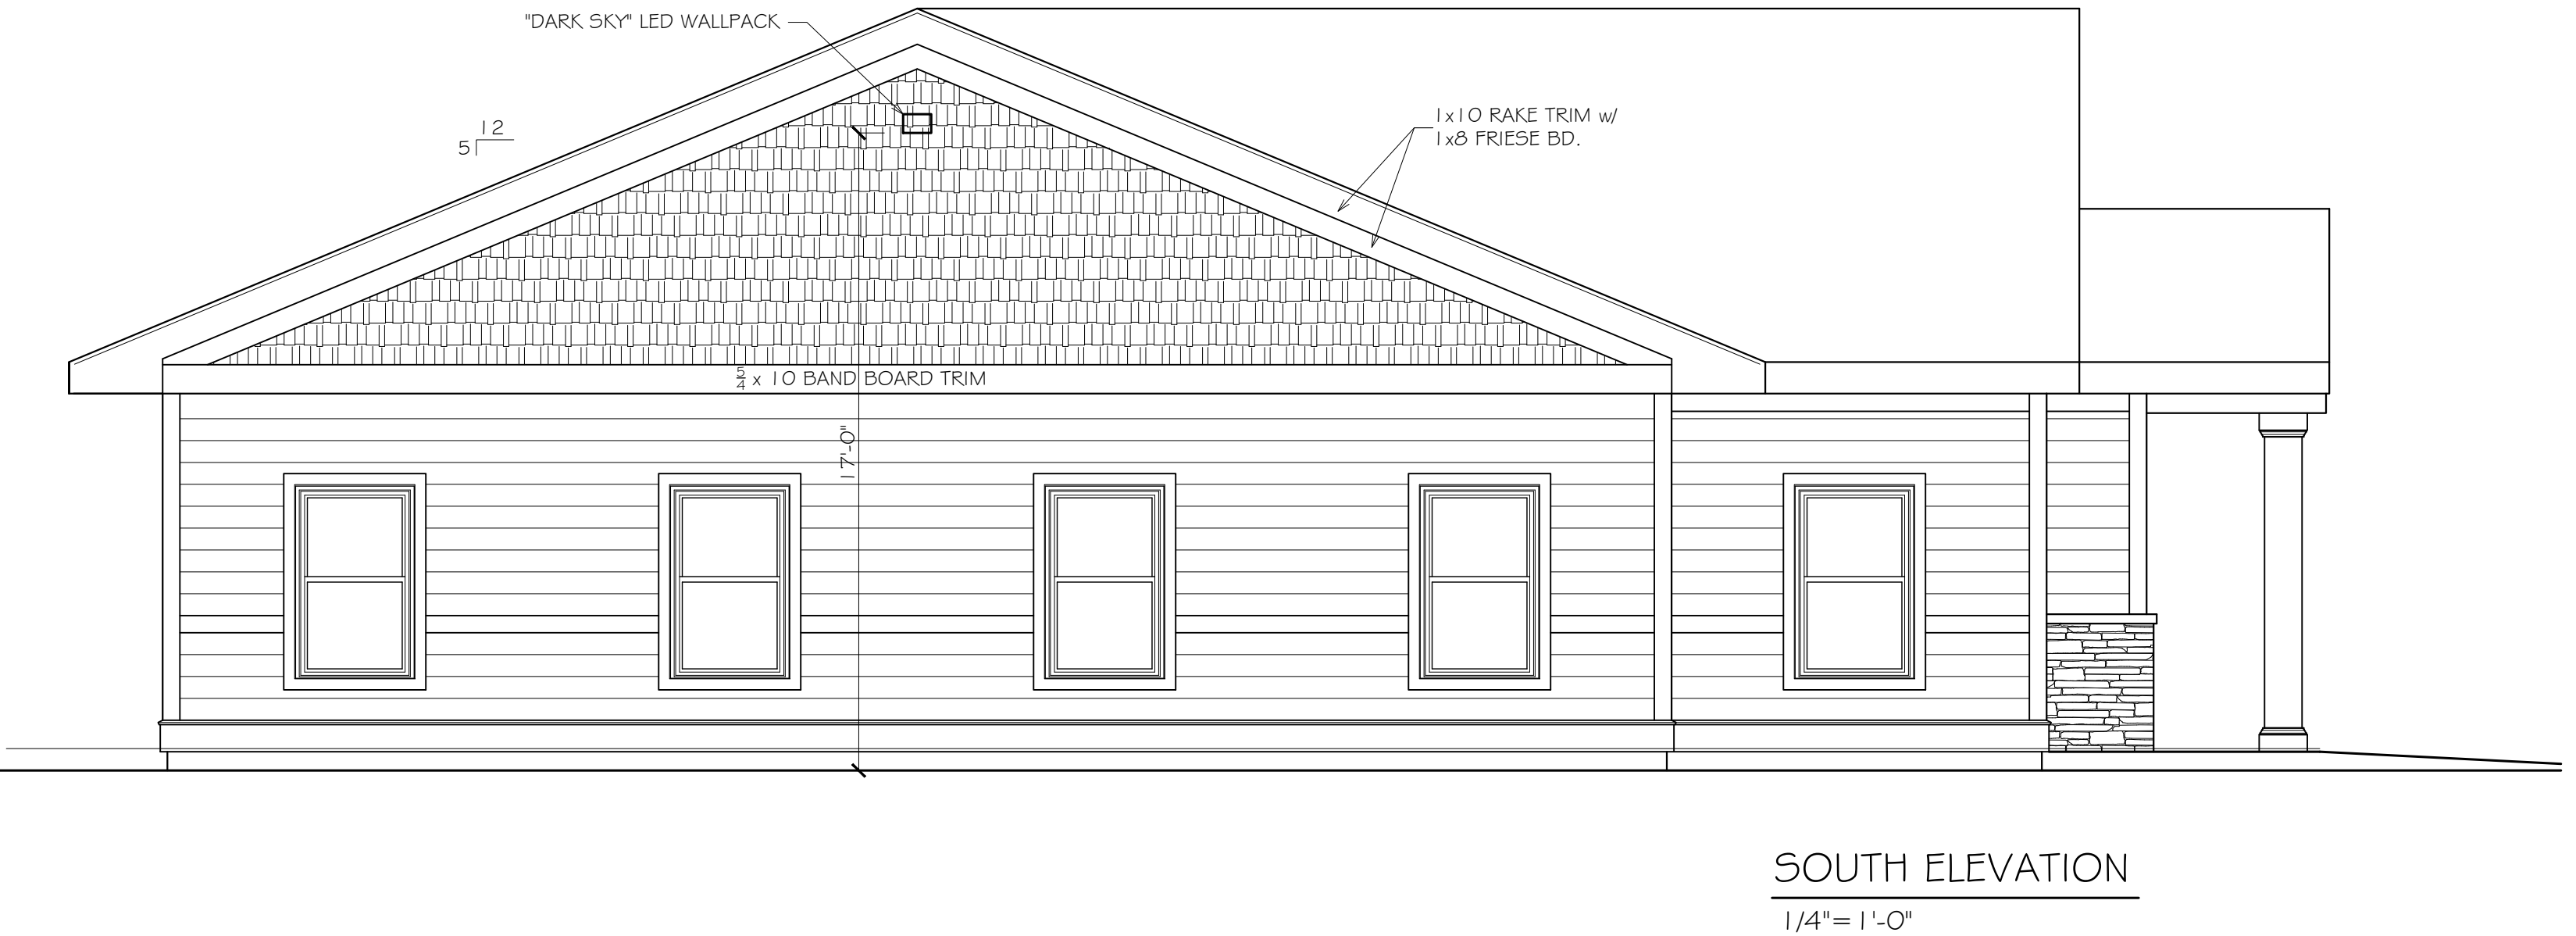 "DARK SKY" LED WALLPACK
12
5
1x10 RAKE TRIM w/
1x8 FRIESE BD.
5/4 x 10 BAND BOARD TRIM
17'-0"
SOUTH ELEVATION
1/4"= 1'-0"